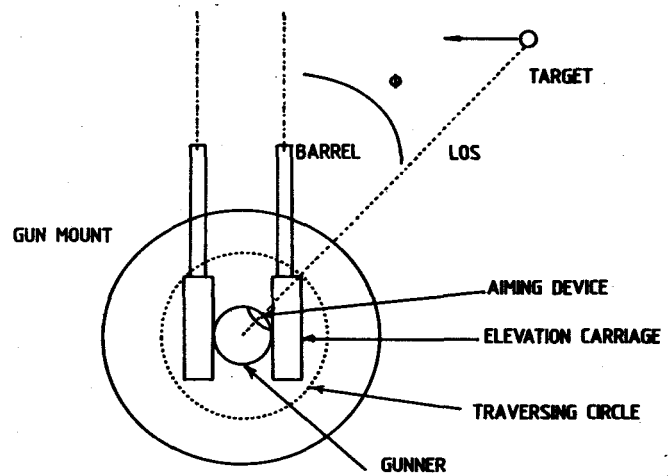 Φ
TARGET
BARREL
LOS
GUN MOUNT
AIMING DEVICE
ELEVATION CARRIAGE
TRAVERSING CIRCLE
GUNNER